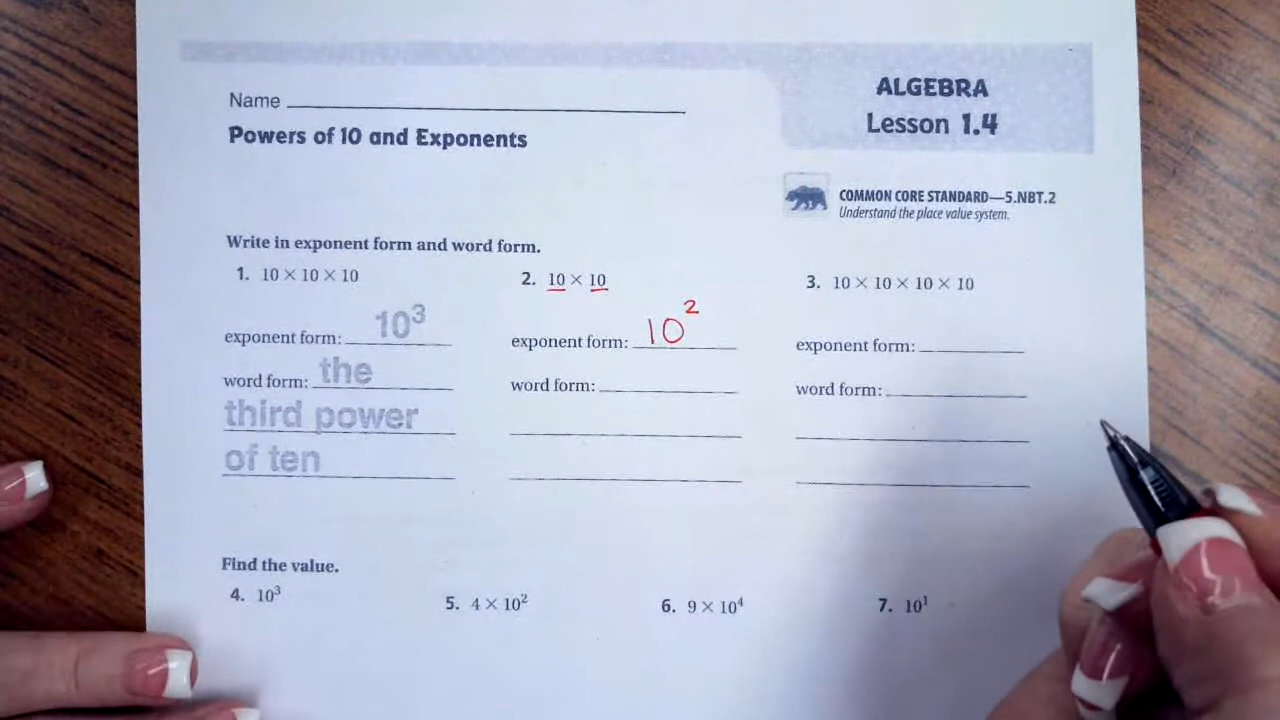 ALGEBRA
Lesson 1.4
Name
Powers of 10 and Exponents
COMMON CORE STANDARD—5.NBT.2
Understand the place value system.
Write in exponent form and word form.
1. 10 × 10 × 10
exponent form: 10³
word form: the
third power
of ten
2. 10 × 10
exponent form: 10²
word form:
3. 10 × 10 × 10 × 10
exponent form:
word form:
Find the value.
4. 10³
5. 4 × 10²
6. 9 × 10⁴
7. 10¹